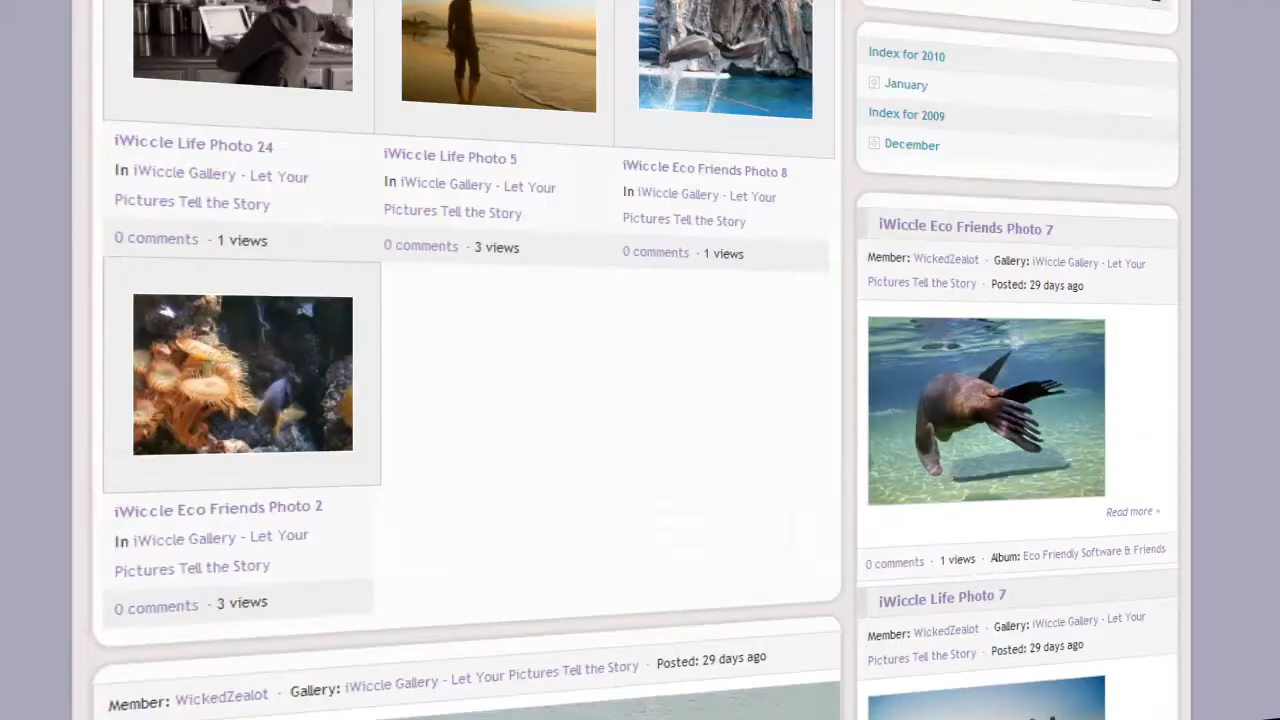 iWiccle Life Photo 24
In iWiccle Gallery - Let Your
Pictures Tell the Story
0 comments · 1 views
iWiccle Life Photo 5
In iWiccle Gallery - Let Your
Pictures Tell the Story
0 comments · 3 views
iWiccle Eco Friends Photo 8
In iWiccle Gallery - Let Your
Pictures Tell the Story
0 comments · 1 views
iWiccle Eco Friends Photo 2
In iWiccle Gallery - Let Your
Pictures Tell the Story
0 comments · 3 views
Member: WickedZealot · Gallery: iWiccle Gallery - Let Your Pictures Tell the Story · Posted: 29 days ago
Index for 2010
January
Index for 2009
December
iWiccle Eco Friends Photo 7
Member: WickedZealot · Gallery: iWiccle Gallery - Let Your
Pictures Tell the Story · Posted: 29 days ago
Read more »
0 comments · 1 views · Album: Eco Friendly Software & Friends
iWiccle Life Photo 7
Member: WickedZealot · Gallery: iWiccle Gallery - Let Your
Pictures Tell the Story · Posted: 29 days ago